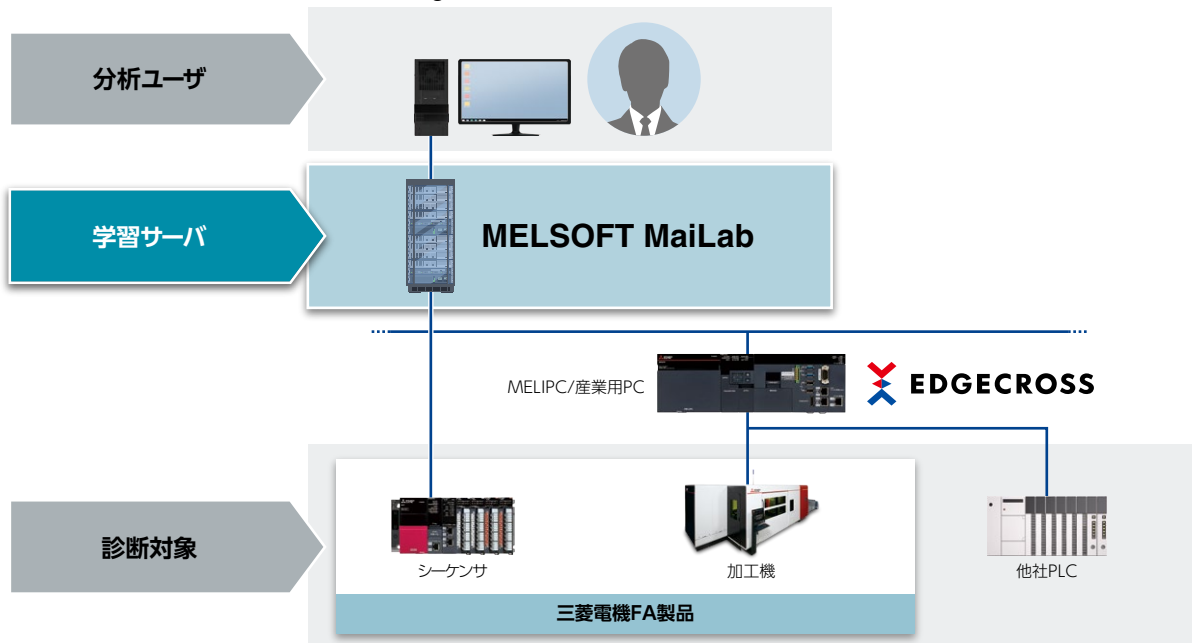 分析ユーザ
学習サーバ
MELSOFT MaiLab
MELIPC/産業用PC
EDGECROSS
診断対象
シーケンサ
加工機
他社PLC
三菱電機FA製品